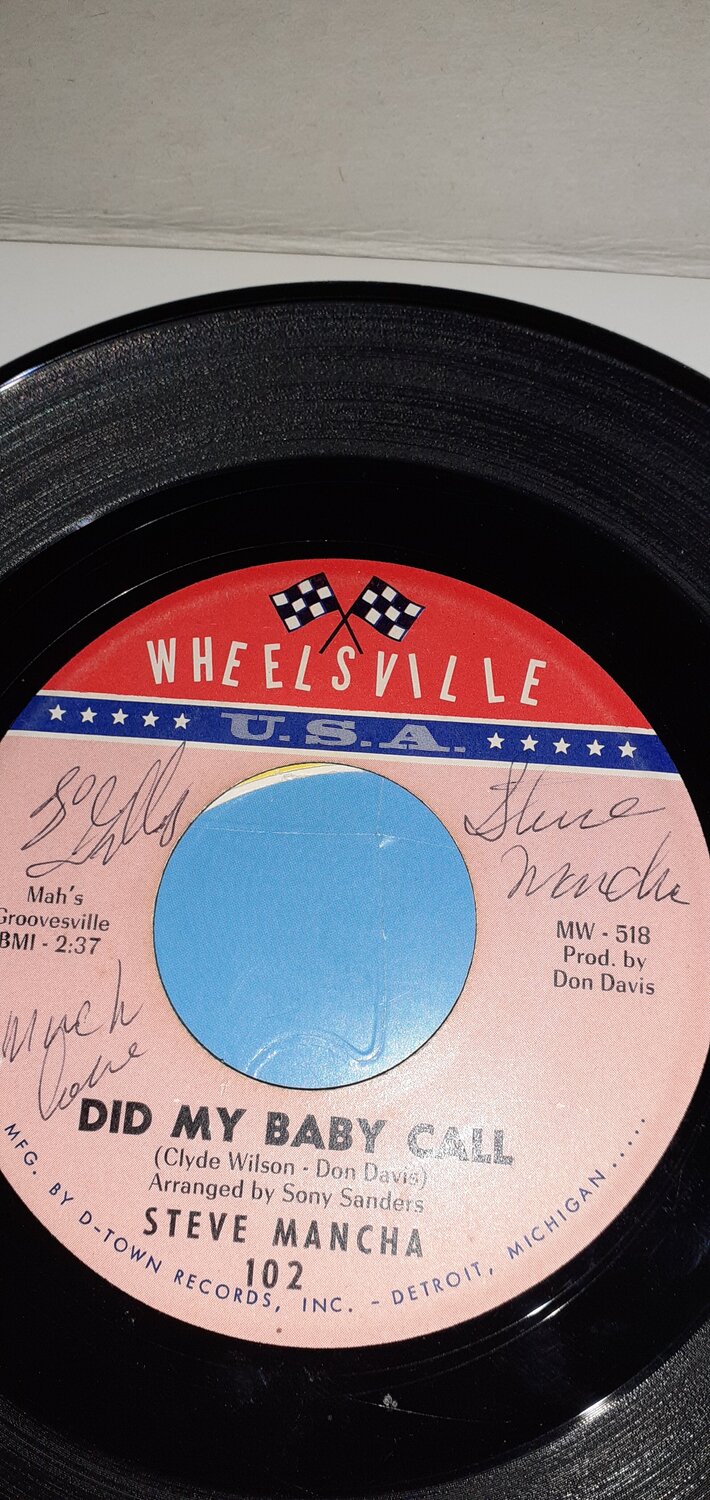 WHEELSVILLE
U.S.A.
Steve
Mancha
Mah's
Groovesville
BMI - 2:37
MW - 518
Prod. by
Don Davis
Much
love
DID MY BABY CALL
(Clyde Wilson - Don Davis)
Arranged by Sony Sanders
STEVE MANCHA
102
MFG. BY D-TOWN RECORDS, INC. - DETROIT, MICHIGAN ......